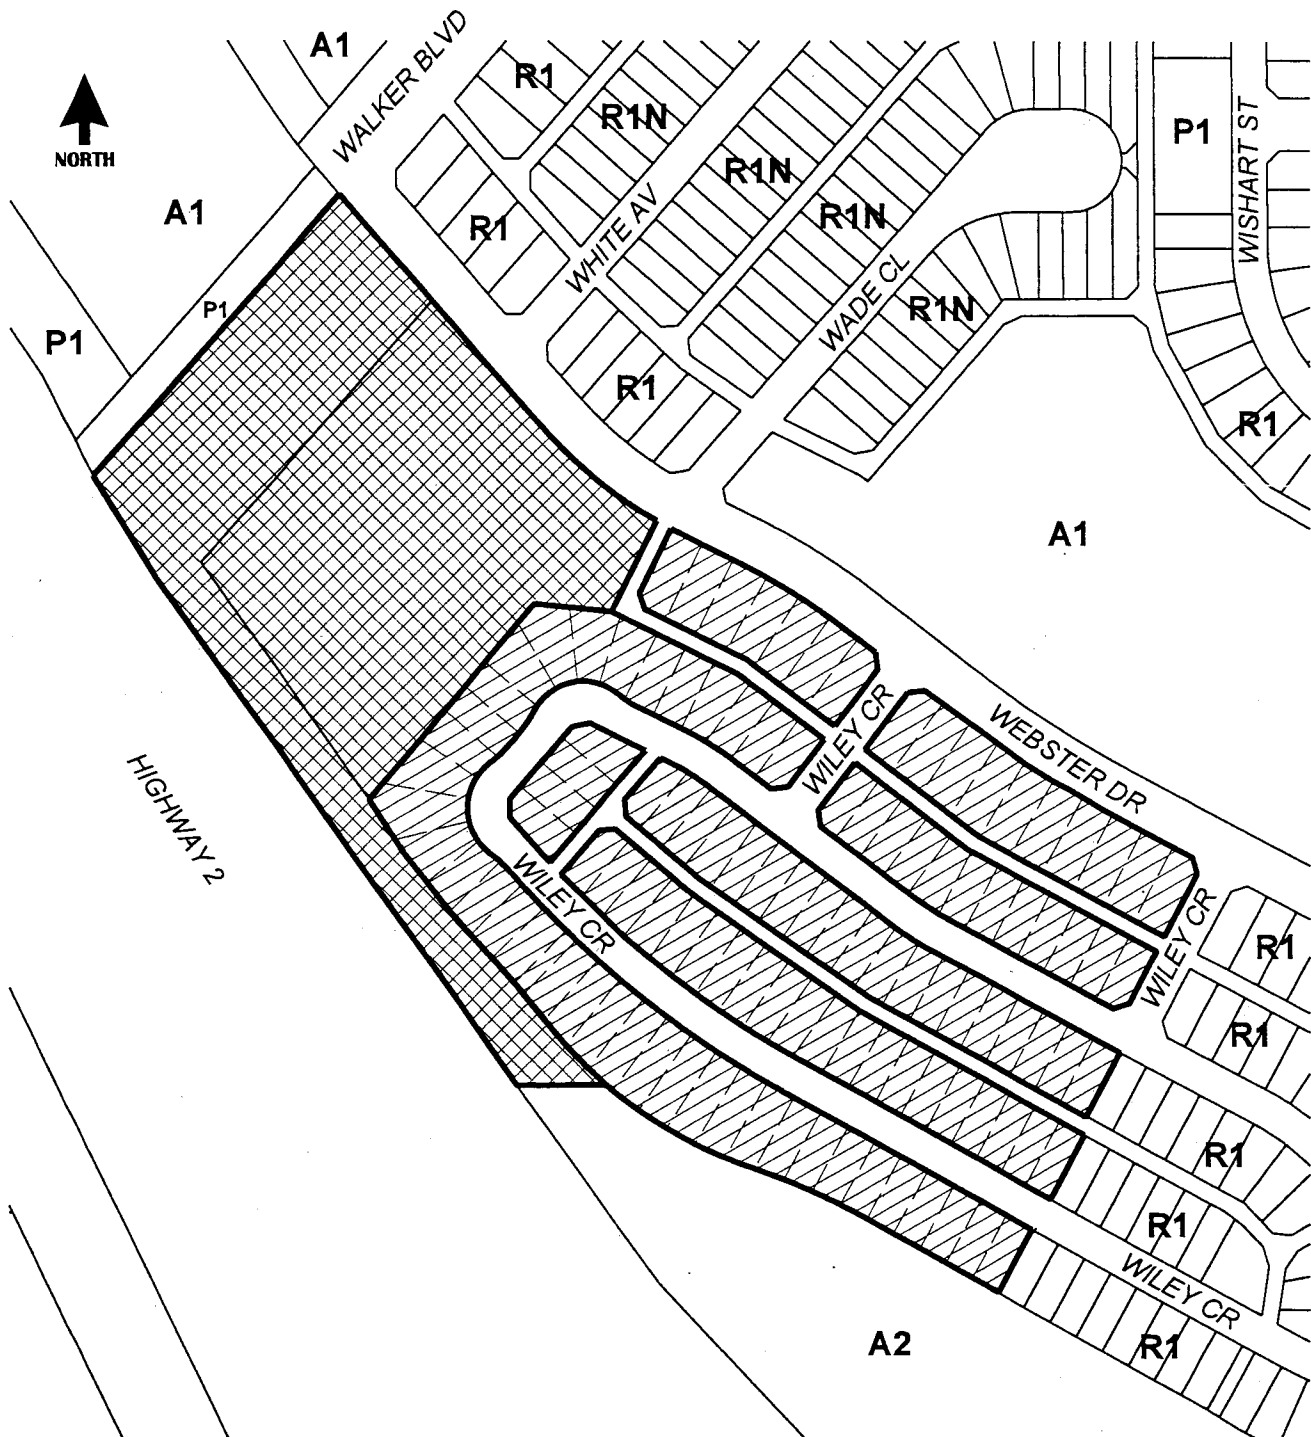 A1
WALKER BLVD
R1
R1N
P1
WISHART ST
NORTH
R1N
A1
R1
WHITE AV
R1N
P1
WADE CL
R1N
P1
R1
R1
A1
WILEY CR
WEBSTER DR
HIGHWAY 2
WILEY CR
WILEY CR
R1
R1
R1
R1
WILEY CR
A2
R1